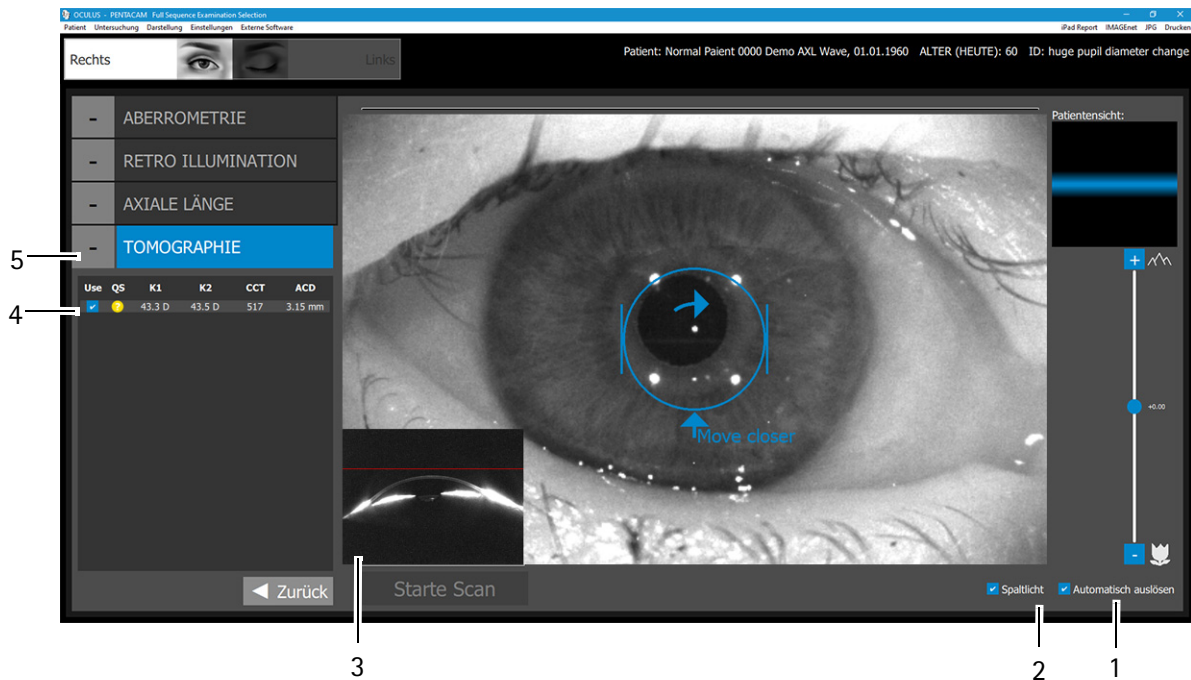 OCULUS - PENTACAM Full Sequence Examination Selection
Patient Untersuchung Darstellung Einstellungen Externe Software
iPad Report IMAGEnet JPG Drucken
Rechts
Links
Patient: Normal Paient 0000 Demo AXL Wave, 01.01.1960 ALTER (HEUTE): 60 ID: huge pupil diameter change
- ABERROMETRIE
- RETRO ILLUMINATION
- AXIALE LÄNGE
- TOMOGRAPHIE
5
Use QS K1 K2 CCT ACD
? 43.3 D 43.5 D 517 3.15 mm
4
Patientensicht:
+
+0.00
-
Move closer
Zurück
Starte Scan
Spaltlicht
Automatisch auslösen
3
2
1